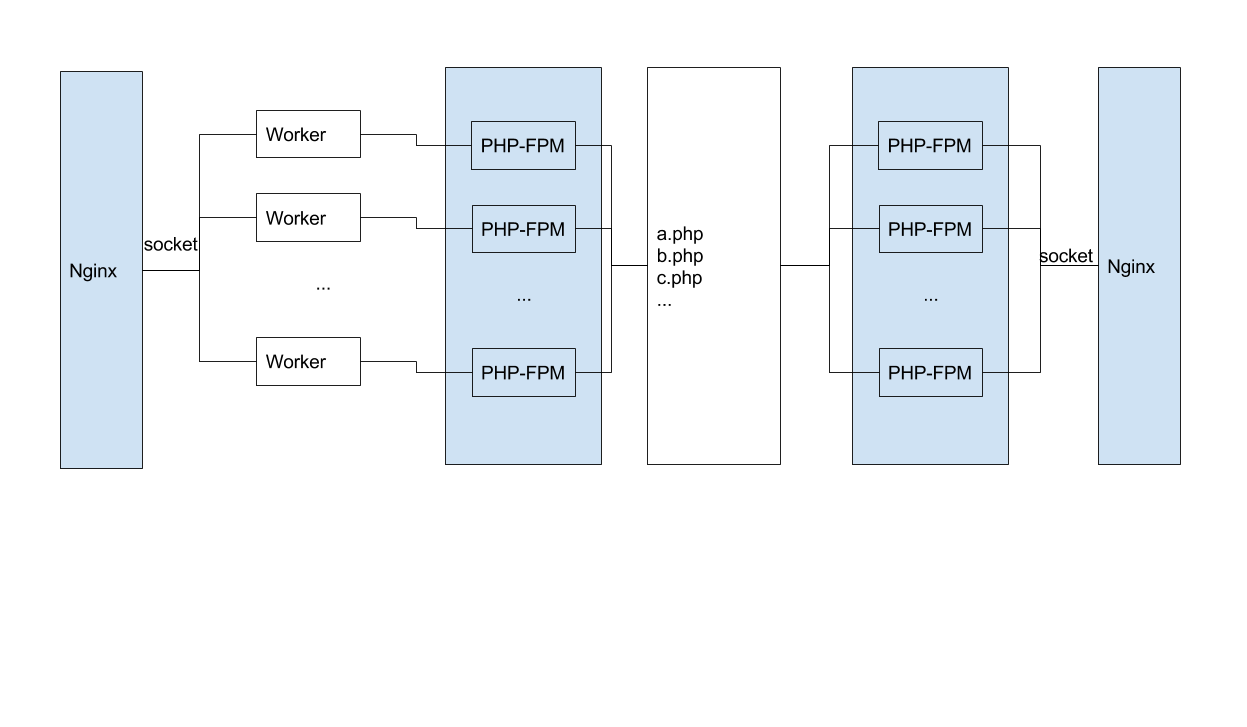 Nginx
socket
Worker
Worker
...
Worker
PHP-FPM
PHP-FPM
...
PHP-FPM
a.php
b.php
c.php
...
PHP-FPM
PHP-FPM
...
PHP-FPM
socket
Nginx